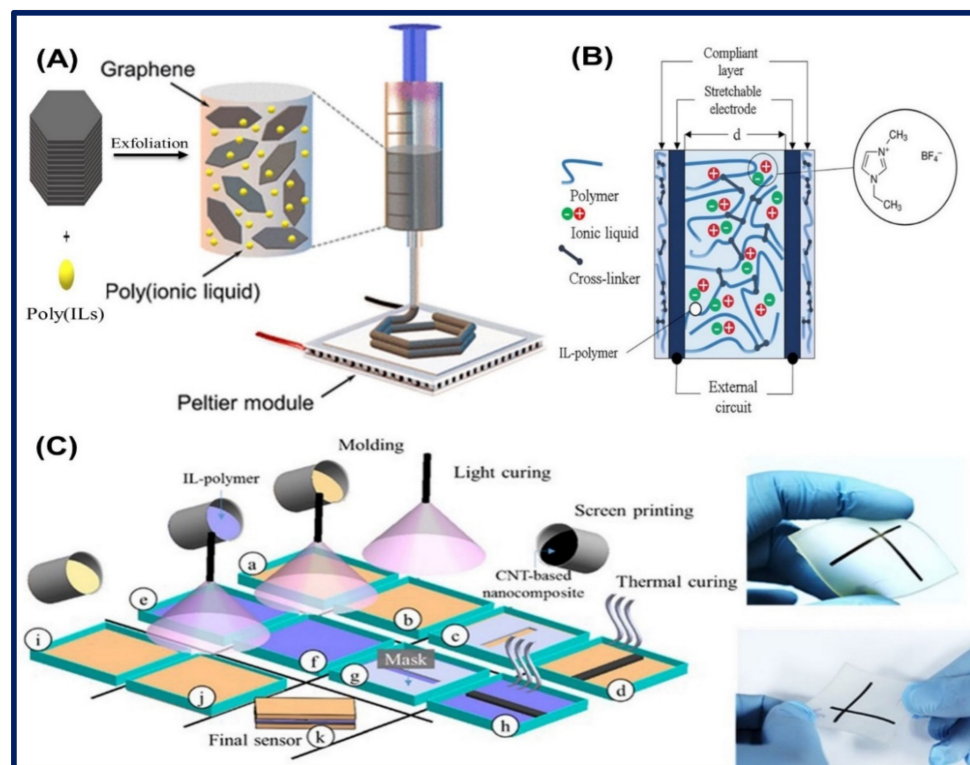 (A)
Graphene
Exfoliation
+
Poly(ILs)
Poly(ionic liquid)
Peltier module
(B)
Compliant
layer
Stretchable
electrode
d
Polymer
Ionic liquid
Cross-linker
IL-polymer
External
circuit
CH₃
N⁺
N
CH₃
BF₄⁻
(C)
Molding
IL-polymer
Light curing
Screen printing
CNT-based
nanocomposite
Thermal curing
a
b
c
d
e
f
g
Mask
h
i
j
Final sensor
k